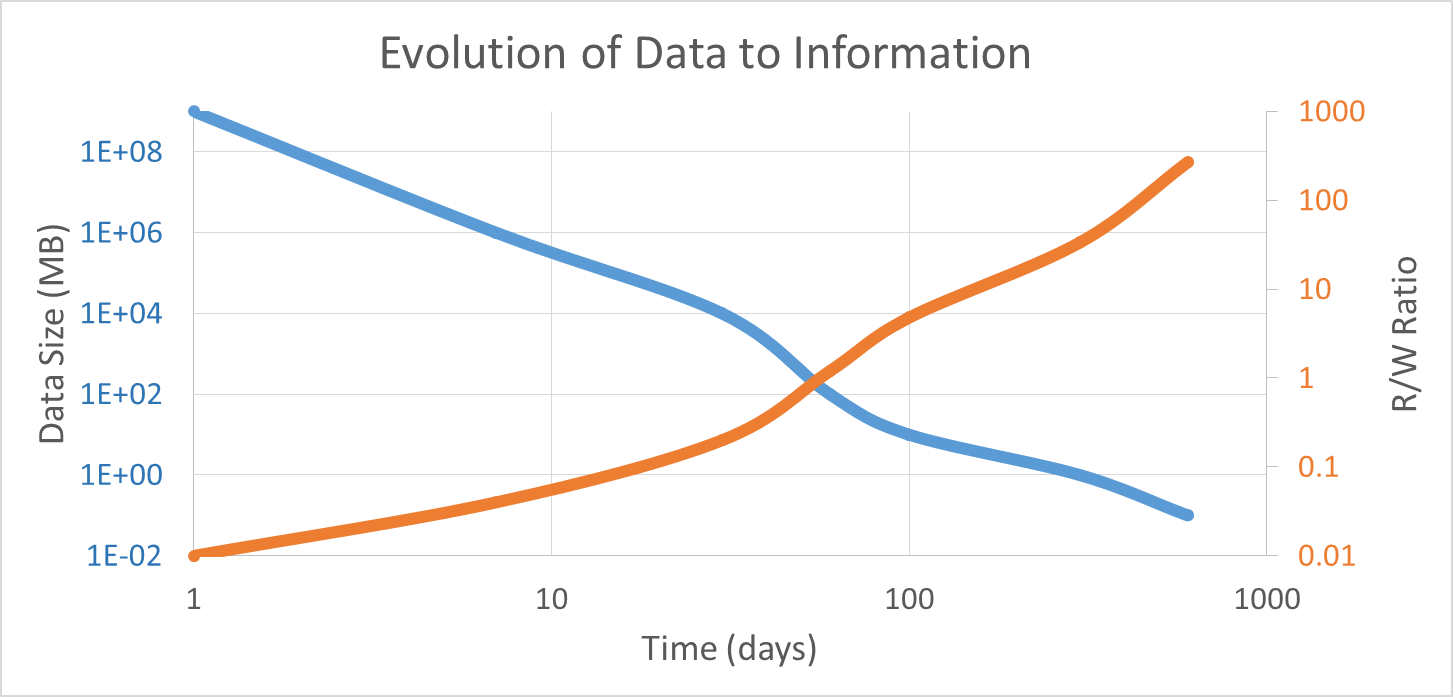 Evolution of Data to Information
1000
1E+08
100
1E+06
10
1E+04
1
1E+02
0.1
1E+00
0.01
1E-02
Data Size (MB)
R/W Ratio
1
10
100
1000
Time (days)